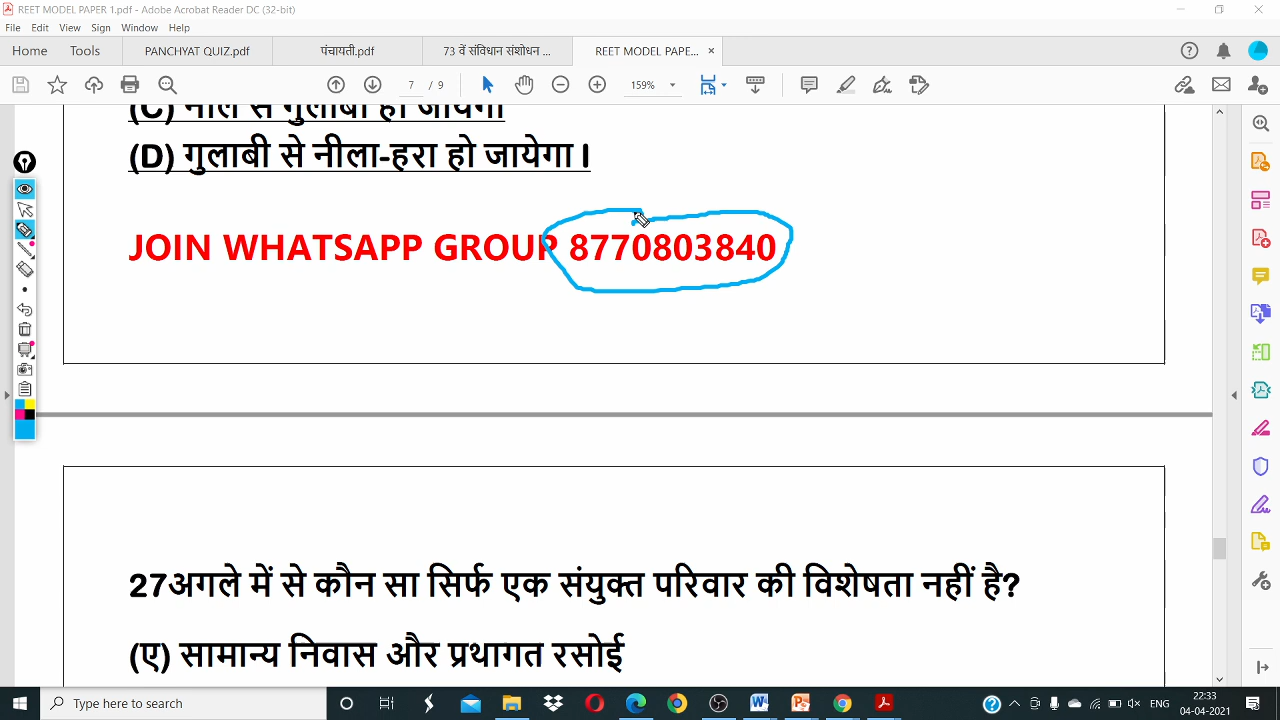 REET MODEL PAPER 1.pdf - Adobe Acrobat Reader DC (32-bit)
File Edit View Sign Window Help
Home Tools PANCHYAT QUIZ.pdf पंचायती.pdf 73 वें संविधान संशोधन ... REET MODEL PAPE... ×
7 / 9 159%
(C) नीले से गुलाबी हो जायेगा
(D) गुलाबी से नीला-हरा हो जायेगा।
JOIN WHATSAPP GROUP 8770803840
27अगले में से कौन सा सिर्फ एक संयुक्त परिवार की विशेषता नहीं है?
(ए) सामान्य निवास और प्रथागत रसोई
Type here to search
ENG
22:33
04-04-2021